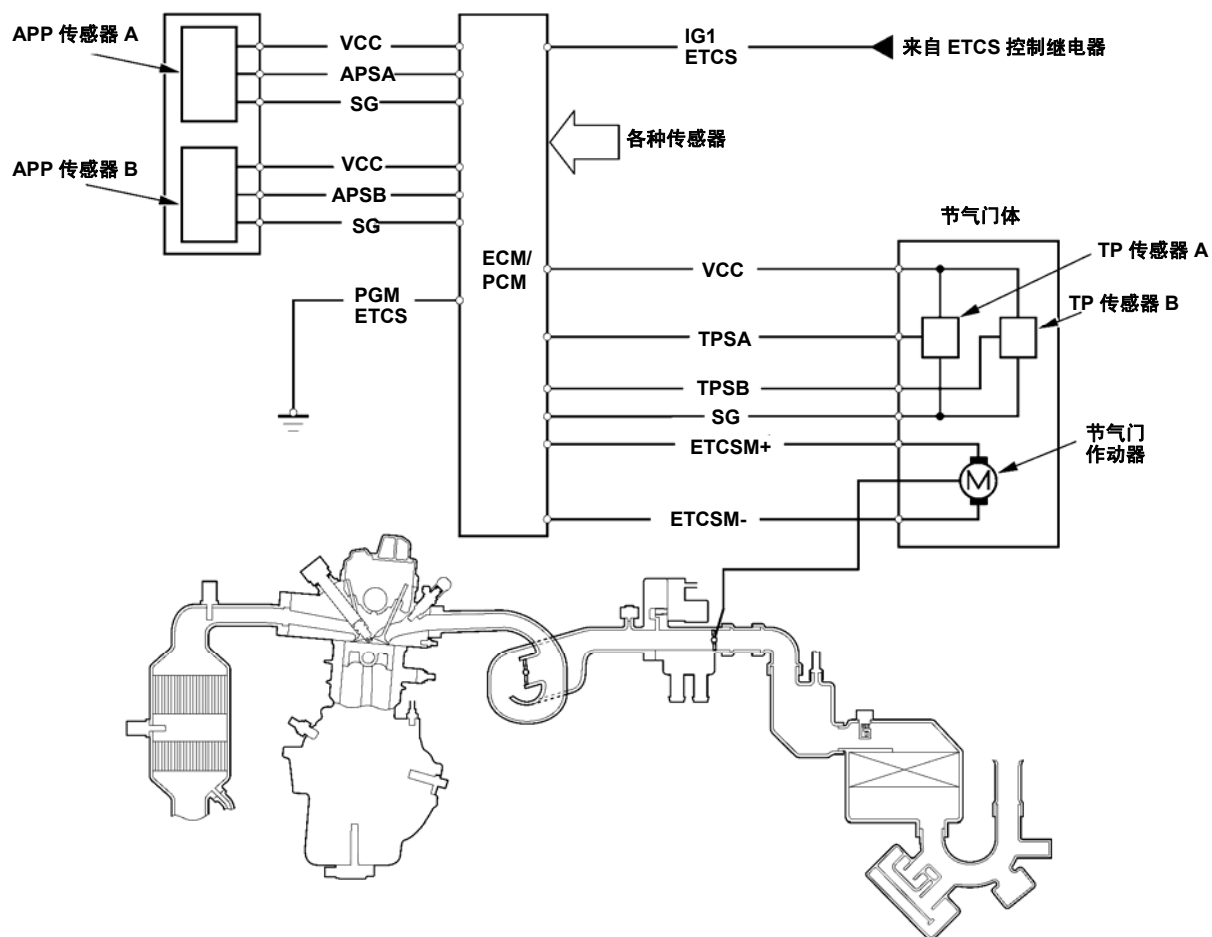 APP 传感器 A
VCC
APSA
SG
APP 传感器 B
VCC
APSB
SG
PGM
ETCS
ECM/
PCM
IG1
ETCS
来自 ETCS 控制继电器
各种传感器
节气门体
VCC
TP 传感器 A
TP 传感器 B
TPSA
TPSB
SG
ETCSM+
节气门
作动器
M
ETCSM-